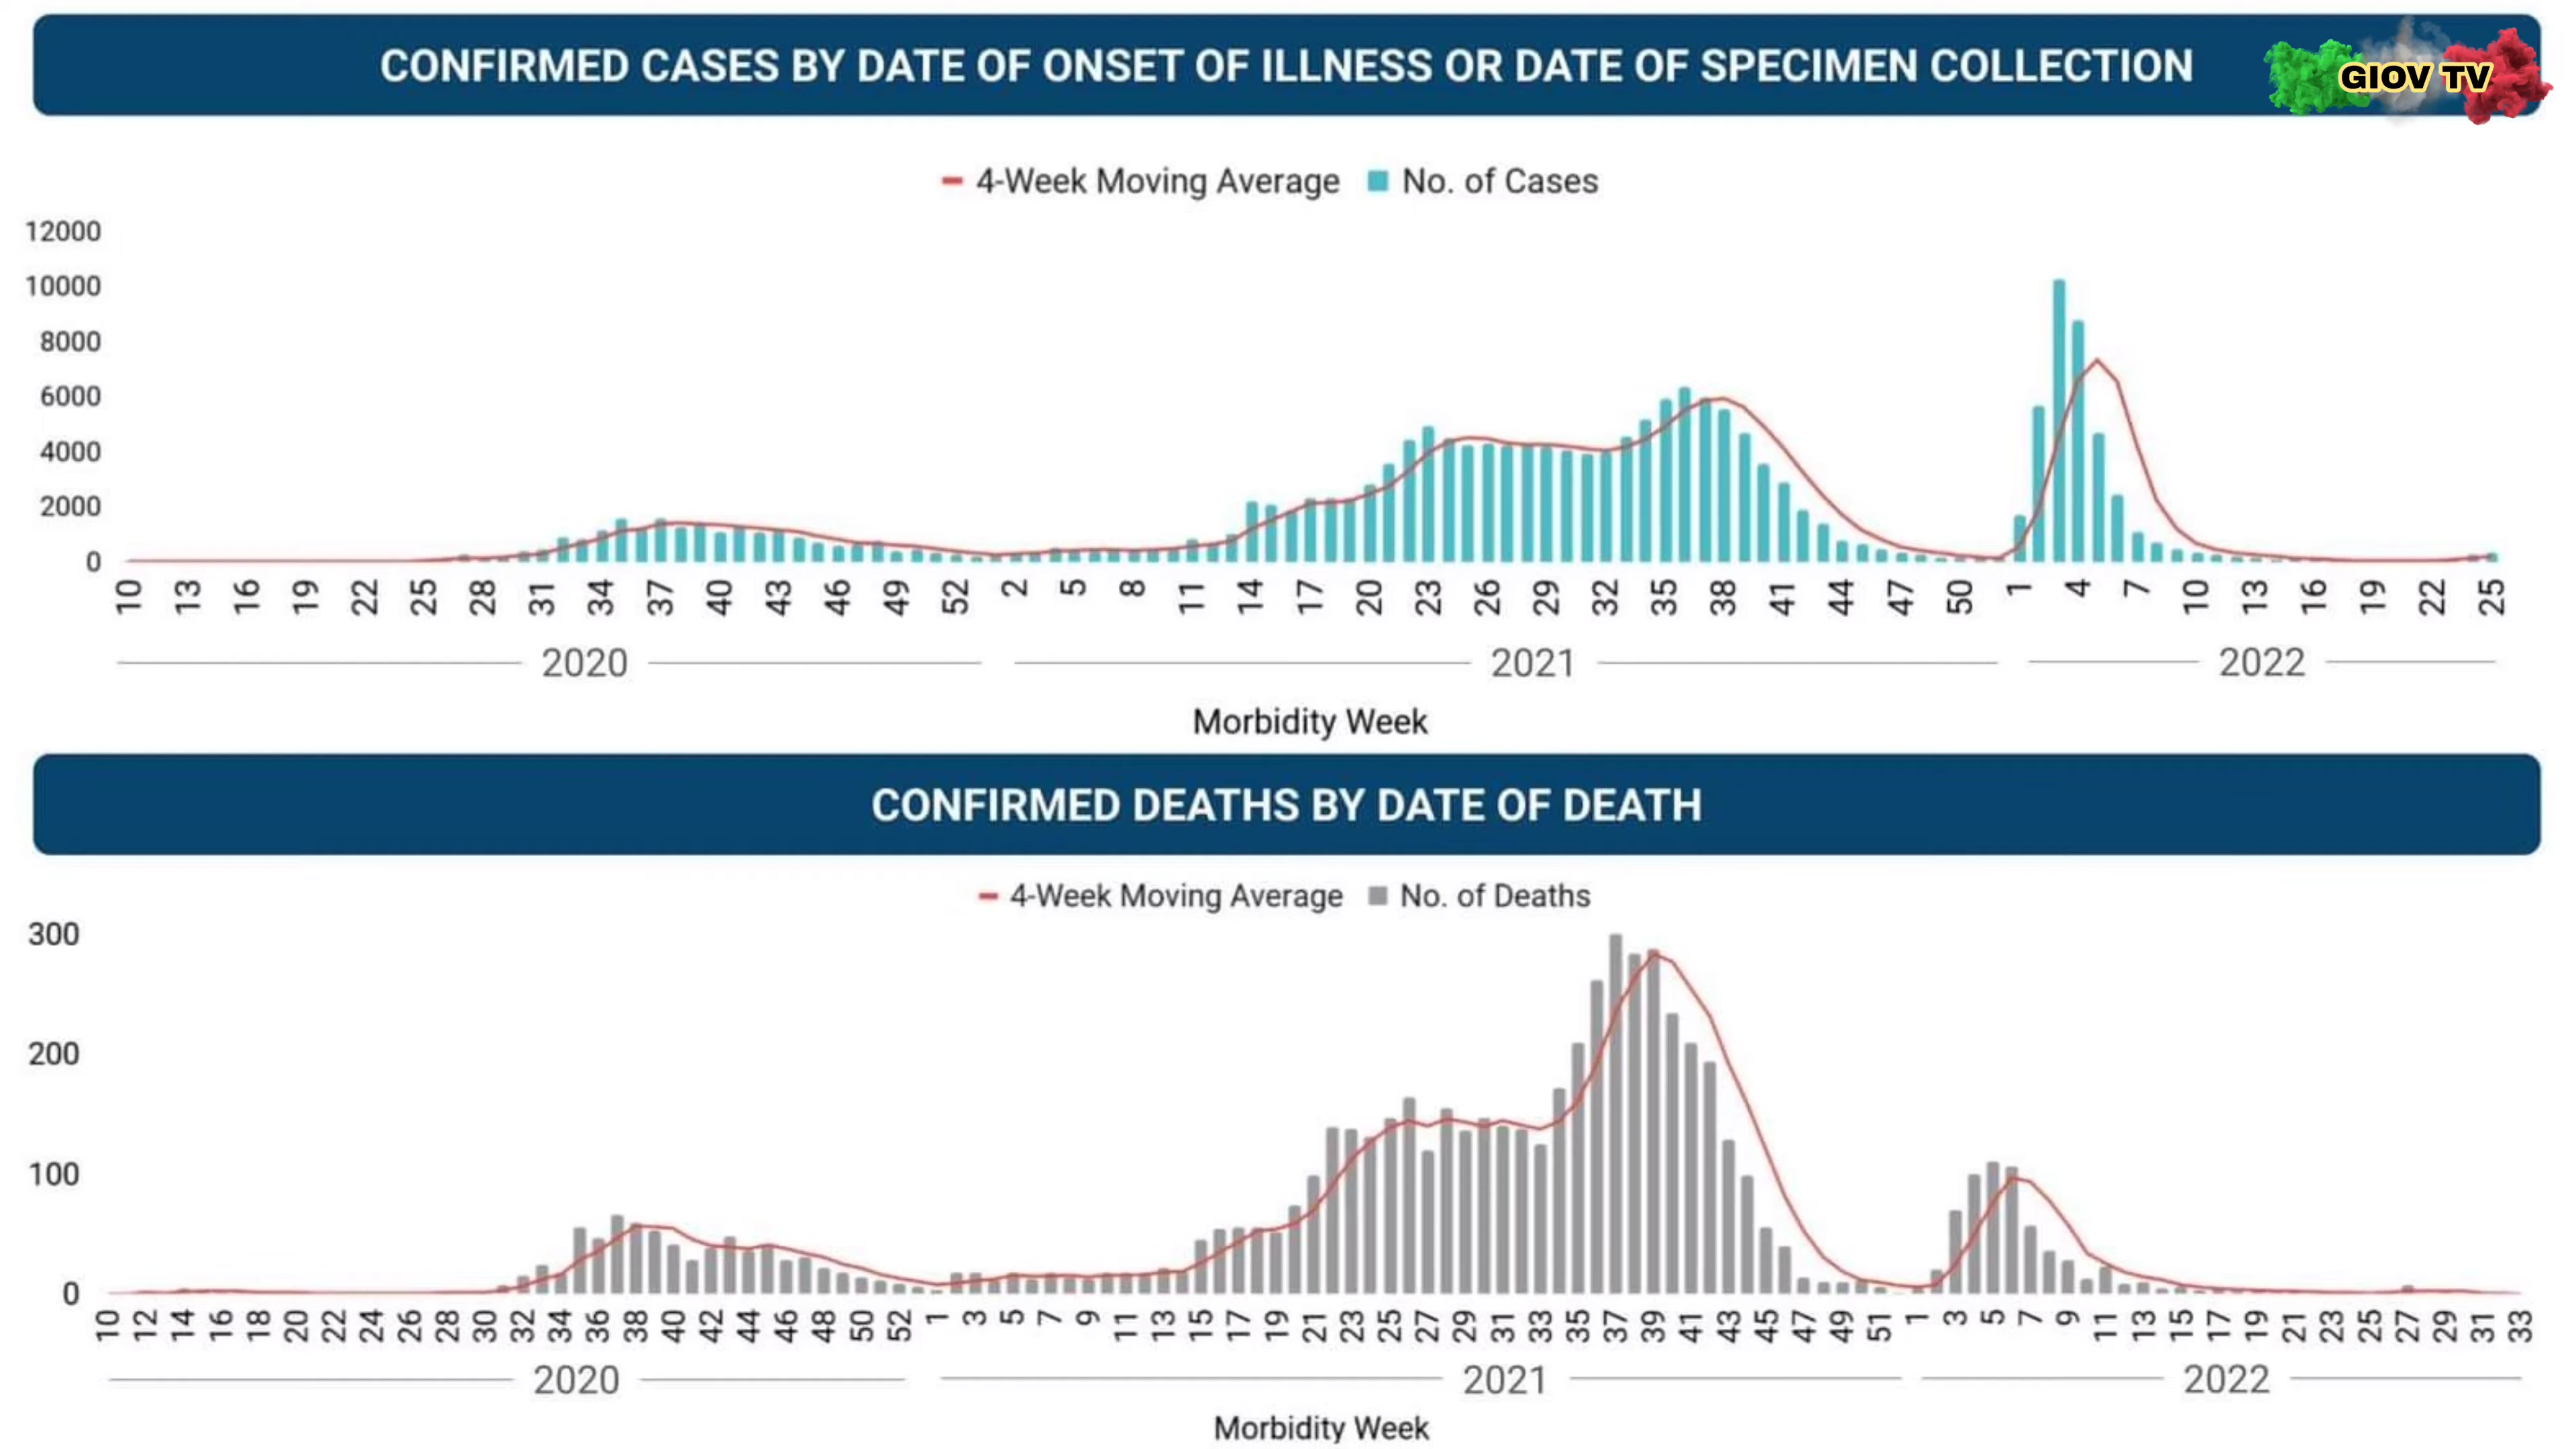 CONFIRMED CASES BY DATE OF ONSET OF ILLNESS OR DATE OF SPECIMEN COLLECTION
GIOV TV
4-Week Moving Average No. of Cases
12000
10000
8000
6000
4000
2000
0
10 13 16 19 22 25 28 31 34 37 40 43 46 49 52 2 5 8 11 14 17 20 23 26 29 32 35 38 41 44 47 50 1 4 7 10 13 16 19 22 25
2020 2021 2022
Morbidity Week
CONFIRMED DEATHS BY DATE OF DEATH
4-Week Moving Average No. of Deaths
300
200
100
0
10 12 14 16 18 20 22 24 26 28 30 32 34 36 38 40 42 44 46 48 50 52 1 3 5 7 9 11 13 15 17 19 21 23 25 27 29 31 33 35 37 39 41 43 45 47 49 51 1 3 5 7 9 11 13 15 17 19 21 23 25 27 29 31 33
2020 2021 2022
Morbidity Week